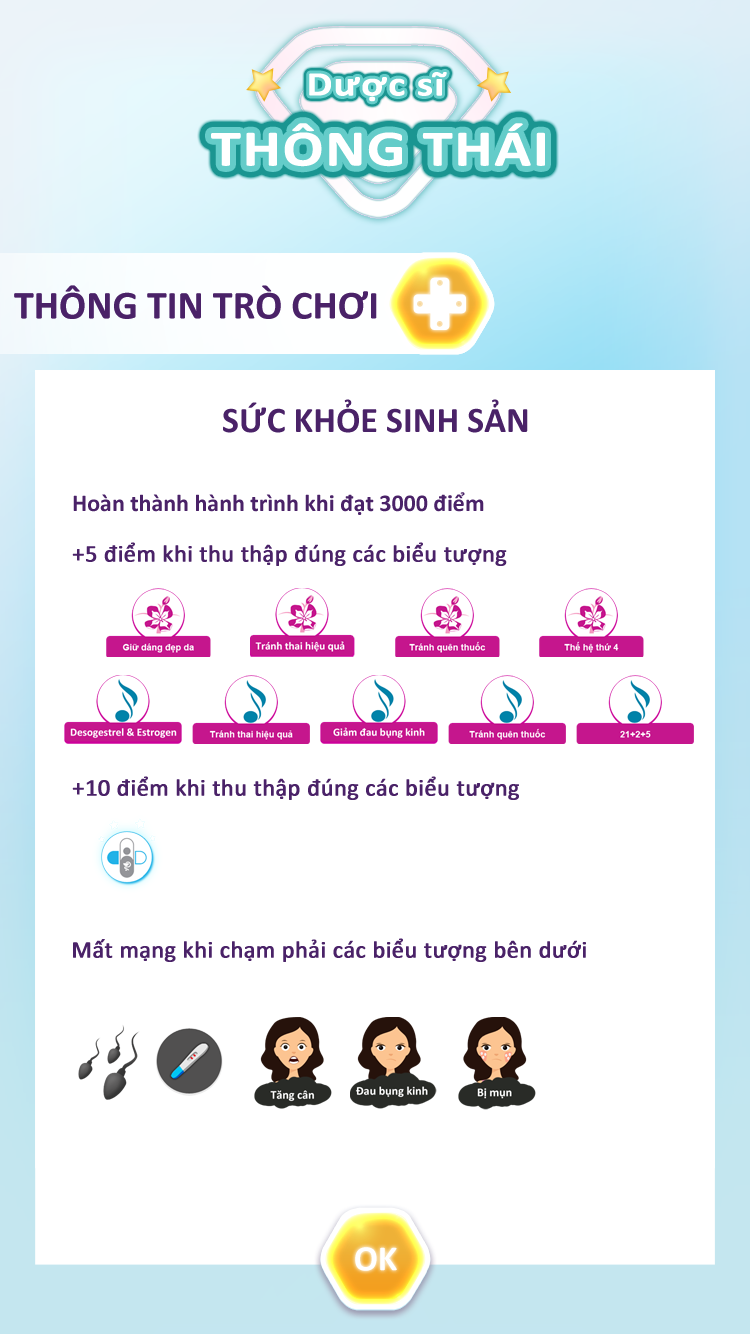 Dược sĩ
THÔNG THÁI
THÔNG TIN TRÒ CHƠI
SỨC KHỎE SINH SẢN
Hoàn thành hành trình khi đạt 3000 điểm
+5 điểm khi thu thập đúng các biểu tượng
Giữ dáng đẹp da
Tránh thai hiệu quả
Tránh quên thuốc
Thế hệ thứ 4
Desogestrel & Estrogen
Tránh thai hiệu quả
Giảm đau bụng kinh
Tránh quên thuốc
21+2+5
+10 điểm khi thu thập đúng các biểu tượng
Mất mạng khi chạm phải các biểu tượng bên dưới
Tăng cân
Đau bụng kinh
Bị mụn
OK